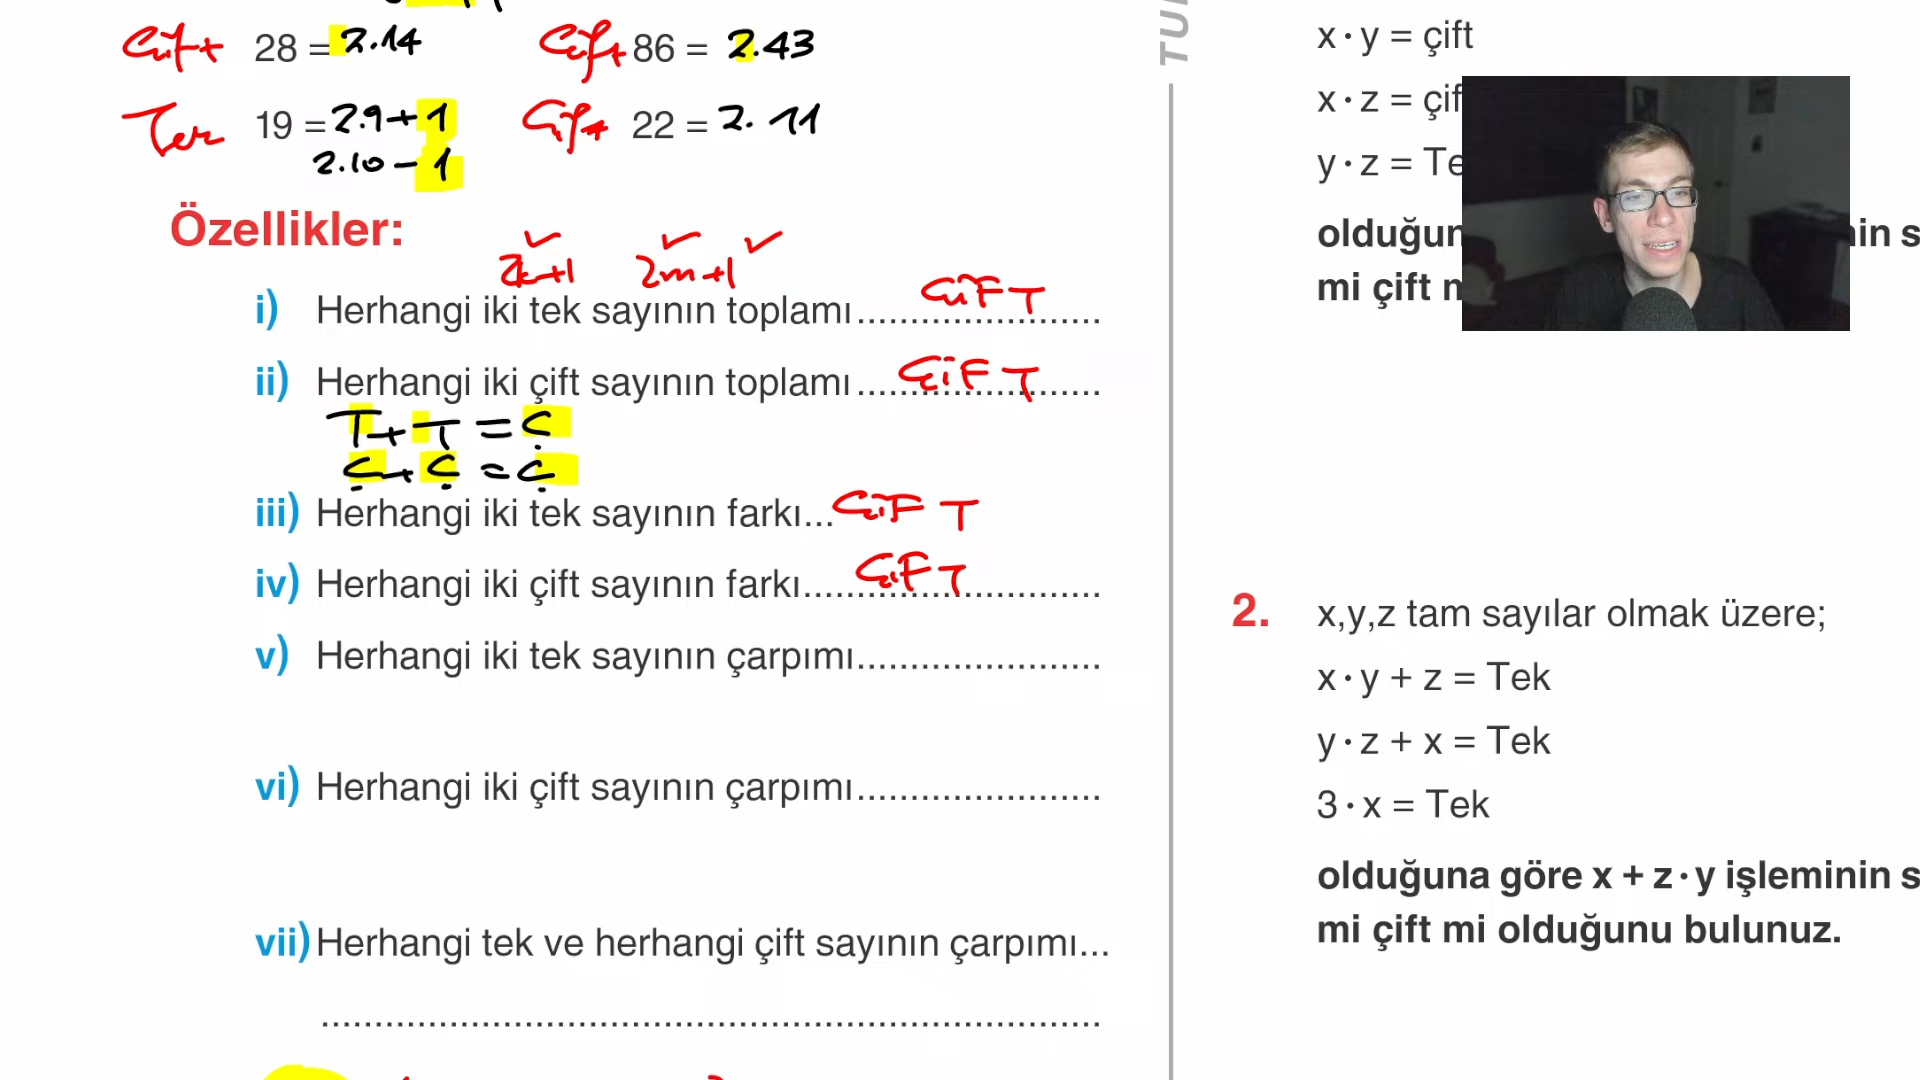 Çift 28 = 2.14 Çift 86 = 2.43
Tek 19 = 2.9+1 Çift 22 = 2.11
2.10-1
Özellikler:
2k+1 2m+1
i) Herhangi iki tek sayının toplamı...................... ÇİFT
ii) Herhangi iki çift sayının toplamı...................... ÇİFT
T+T=Ç
Ç+Ç=Ç
iii) Herhangi iki tek sayının farkı... ÇİFT
iv) Herhangi iki çift sayının farkı........................... ÇİFT
v) Herhangi iki tek sayının çarpımı......................
vi) Herhangi iki çift sayının çarpımı......................
vii) Herhangi tek ve herhangi çift sayının çarpımı...
........................................................................
x·y = çift
x·z =
y·z =
mi çift
2. x,y,z tam sayılar olmak üzere;
x·y + z = Tek
y·z + x = Tek
3·x = Tek
olduğuna göre x + z·y işleminin
mi çift mi olduğunu bulunuz.